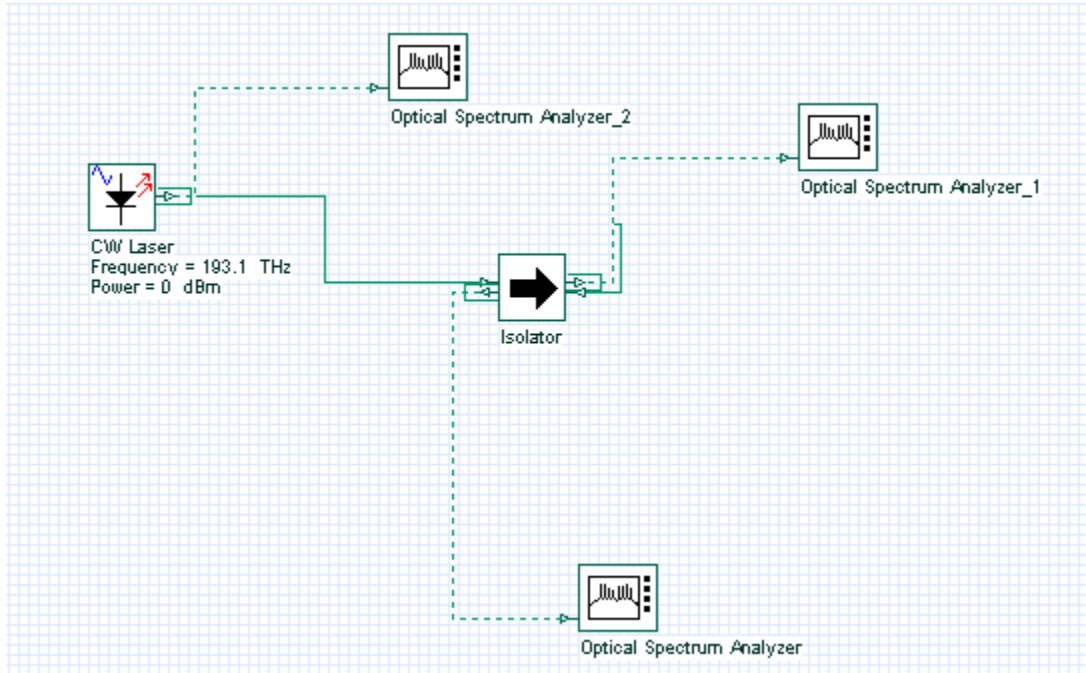 Optical Spectrum Analyzer_2
Optical Spectrum Analyzer_1
CW Laser
Frequency = 193.1 THz
Power = 0 dBm
Isolator
Optical Spectrum Analyzer